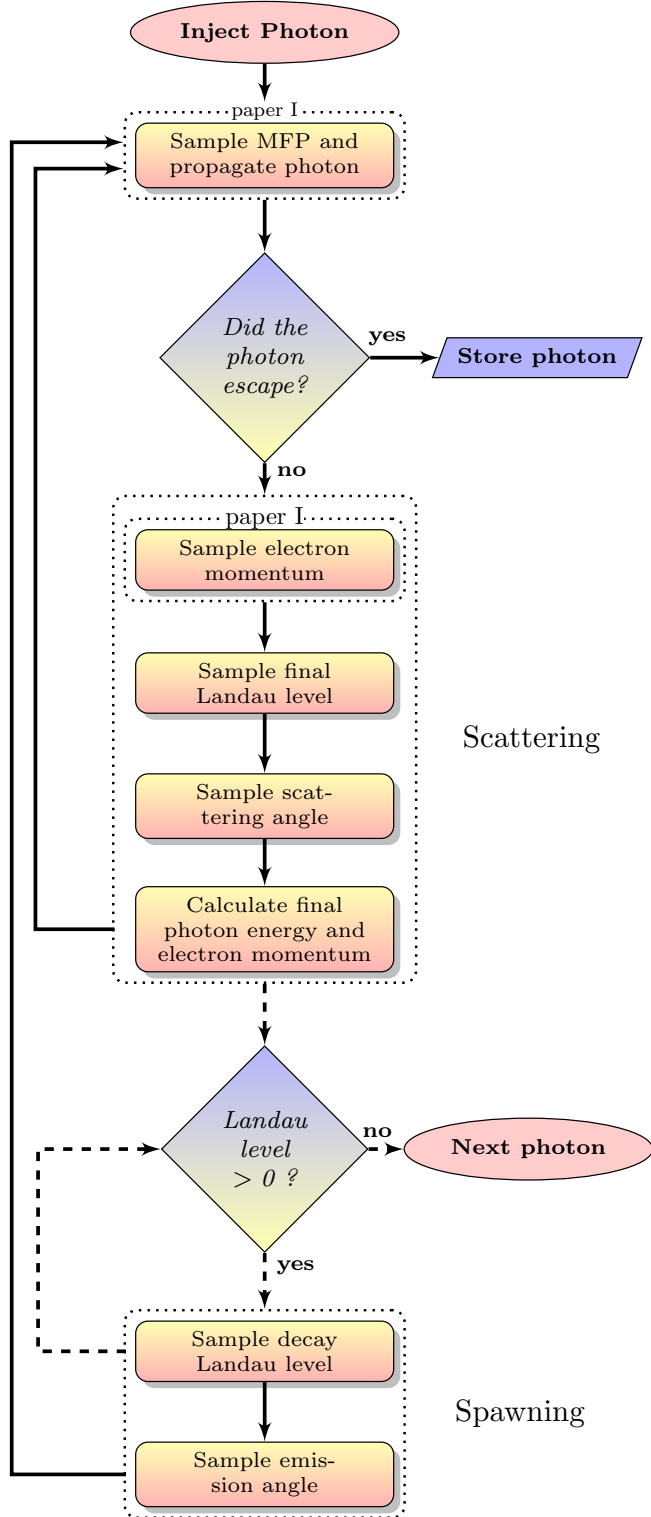 Inject Photon
paper I
Sample MFP and
propagate photon
Did the
photon
escape?
yes
Store photon
no
paper I
Sample electron
momentum
Sample final
Landau level
Scattering
Sample scat-
tering angle
Calculate final
photon energy and
electron momentum
Landau
level
> 0 ?
no
Next photon
yes
Sample decay
Landau level
Spawning
Sample emis-
sion angle